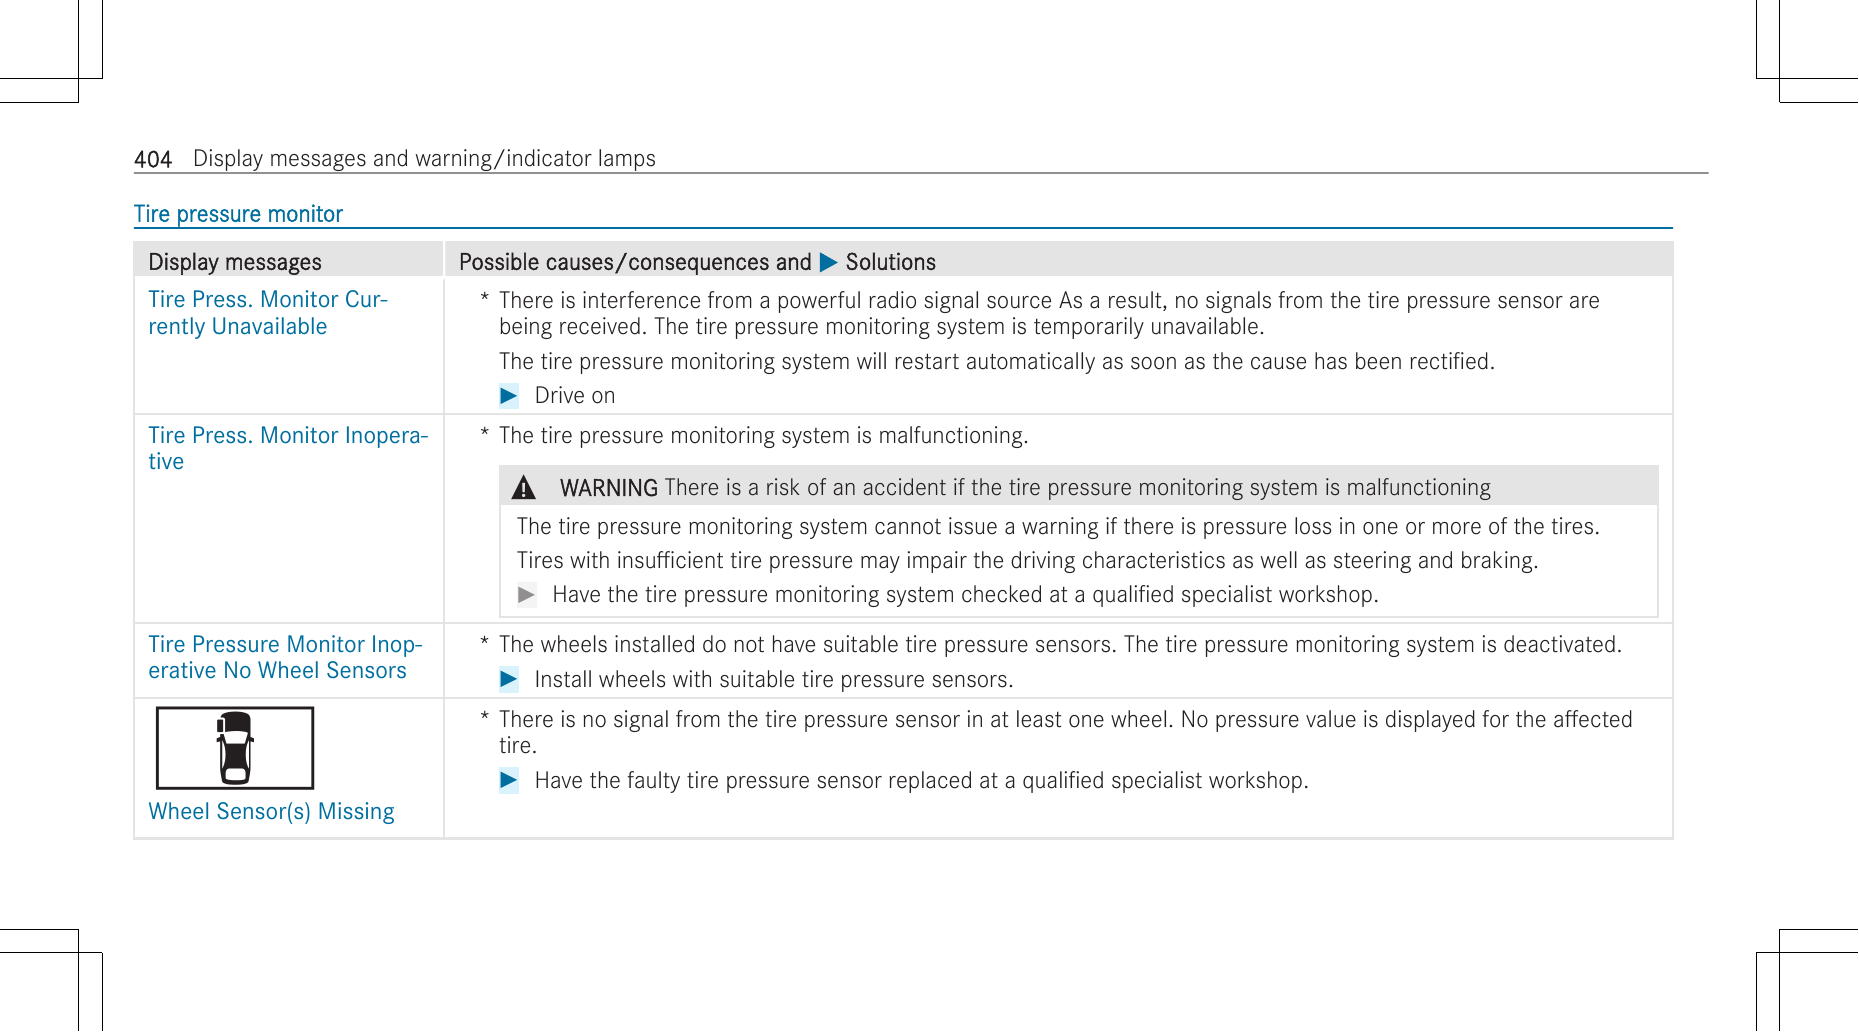 404 Display messages and warning/indicator lamps
Tire pressure monitor
Display messages
Possible causes/consequences and ▶ Solutions
Tire Press. Monitor Cur-
rently Unavailable
* There is interference from a powerful radio signal source As a result, no signals from the tire pressure sensor are
being received. The tire pressure monitoring system is temporarily unavailable.
The tire pressure monitoring system will restart automatically as soon as the cause has been rectified.
▶ Drive on
Tire Press. Monitor Inopera-
tive
* The tire pressure monitoring system is malfunctioning.
WARNING There is a risk of an accident if the tire pressure monitoring system is malfunctioning
The tire pressure monitoring system cannot issue a warning if there is pressure loss in one or more of the tires.
Tires with insufficient tire pressure may impair the driving characteristics as well as steering and braking.
▶ Have the tire pressure monitoring system checked at a qualified specialist workshop.
Tire Pressure Monitor Inop-
erative No Wheel Sensors
* The wheels installed do not have suitable tire pressure sensors. The tire pressure monitoring system is deactivated.
▶ Install wheels with suitable tire pressure sensors.
Wheel Sensor(s) Missing
* There is no signal from the tire pressure sensor in at least one wheel. No pressure value is displayed for the affected
tire.
▶ Have the faulty tire pressure sensor replaced at a qualified specialist workshop.